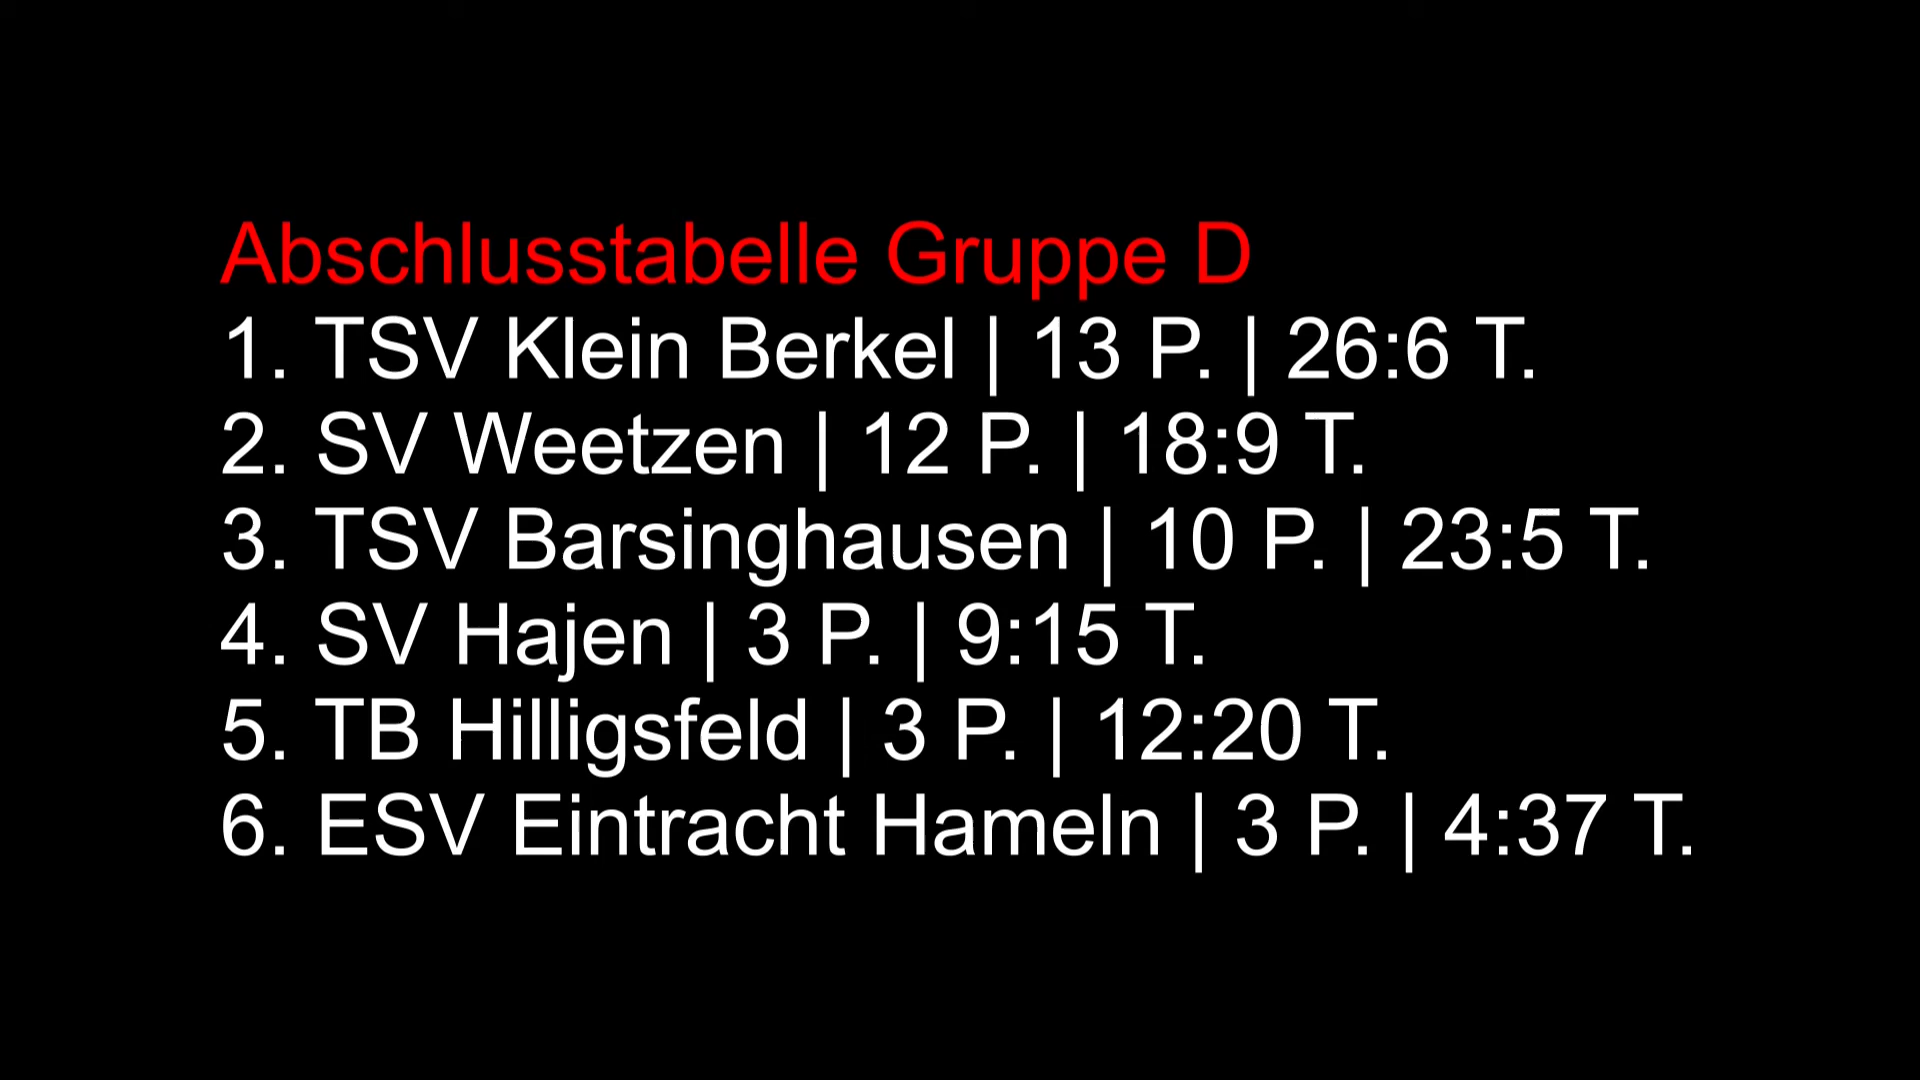 Abschlusstabelle Gruppe D
1. TSV Klein Berkel | 13 P. | 26:6 T.
2. SV Weetzen | 12 P. | 18:9 T.
3. TSV Barsinghausen | 10 P. | 23:5 T.
4. SV Hajen | 3 P. | 9:15 T.
5. TB Hilligsfeld | 3 P. | 12:20 T.
6. ESV Eintracht Hameln | 3 P. | 4:37 T.